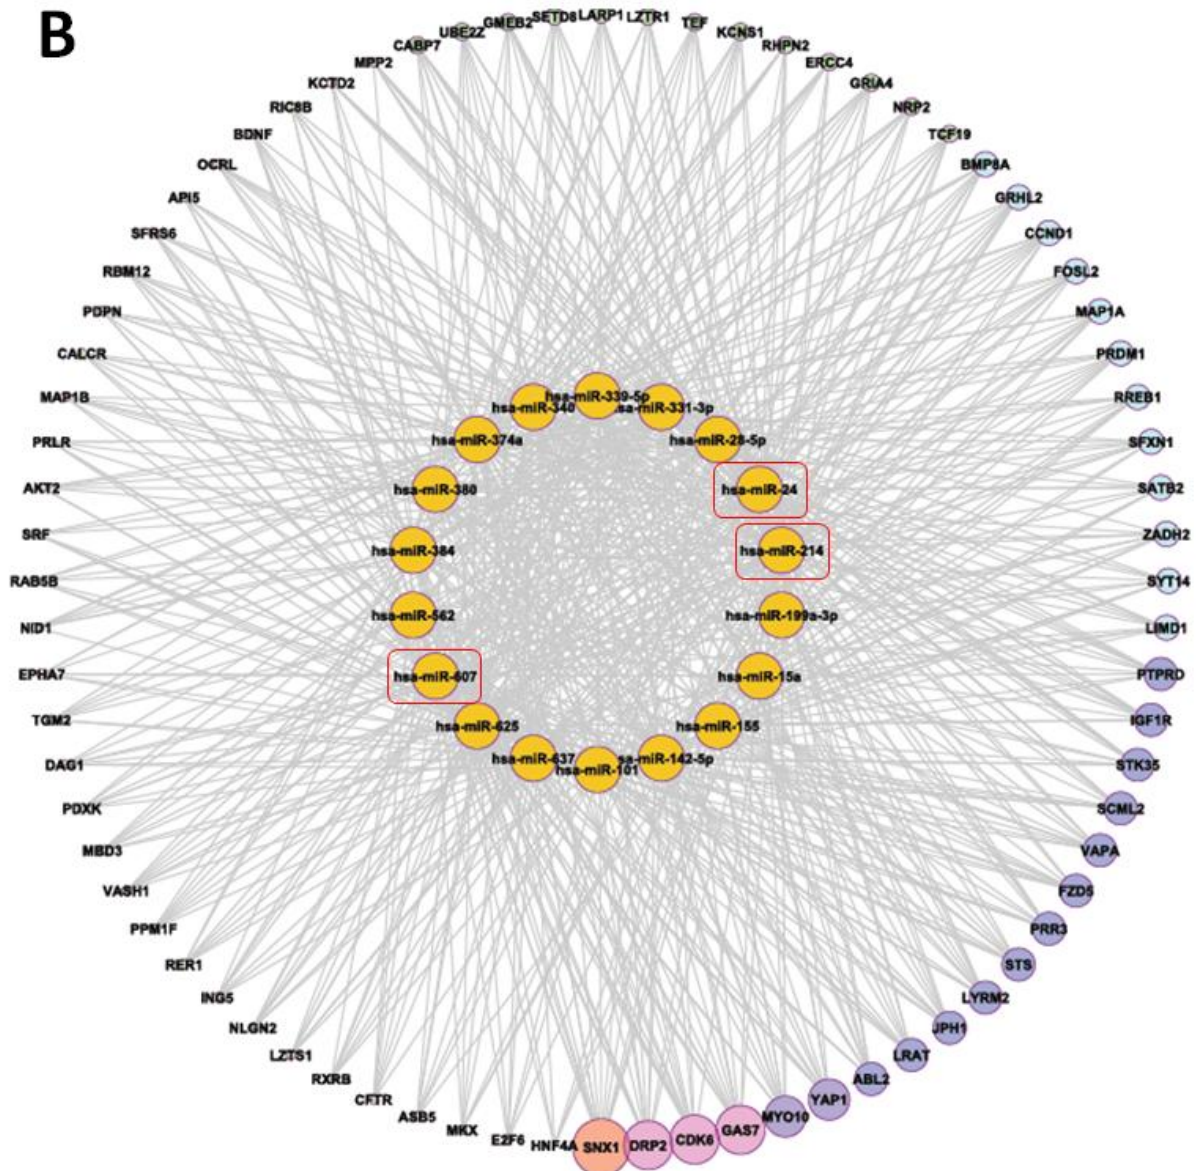 B
SETD8
LARP1
LZTR1
TEF
KCNS1
RHPN2
ERCC4
GRIA4
NRP2
TCF19
BMP8A
GRHL2
CCND1
FOSL2
MAP1A
PRDM1
RREB1
SFXN1
SATB2
ZADH2
SYT14
LIMD1
PTPRD
IGF1R
STK35
SCML2
VAPA
FZD5
PRR3
STS
LYRM2
JPH1
LRAT
ABL2
YAP1
MYO10
GAS7
CDK6
DRP2
SNX1
HNF4A
E2F6
MKX
ASB5
CFTR
RXRB
LZTS1
NLGN2
ING5
RER1
PPM1F
VASH1
MBD3
PDXK
DAG1
TGM2
EPHA7
NID1
RAB5B
SRF
AKT2
PRLR
MAP1B
CALCR
PDPN
RBM12
SFRS6
API5
OCRL
BDNF
RIC8B
KCTD2
MPP2
CABP7
UBE2Z
GMEB2
hsa-miR-339-5p
sa-miR-331-3p
hsa-miR-28-5p
hsa-miR-24
hsa-miR-214
hsa-miR-199a-3p
hsa-miR-15a
hsa-miR-155
sa-miR-142-5p
hsa-miR-101
hsa-miR-637
hsa-miR-625
hsa-miR-607
hsa-miR-562
hsa-miR-384
hsa-miR-380
hsa-miR-374a
hsa-miR-340